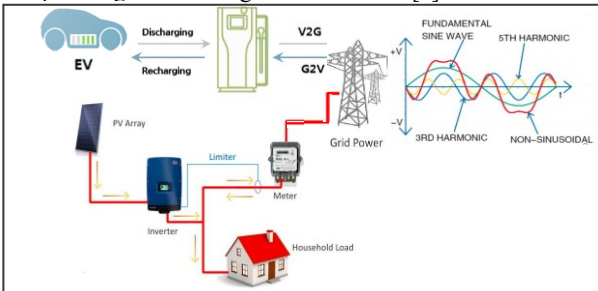 Discharging
V2G
EV
Recharging
G2V
FUNDAMENTAL
SINE WAVE
5TH HARMONIC
+V
t
-V
3RD HARMONIC
NON-SINUSOIDAL
Grid Power
PV Array
Limiter
Meter
Inverter
Household Load